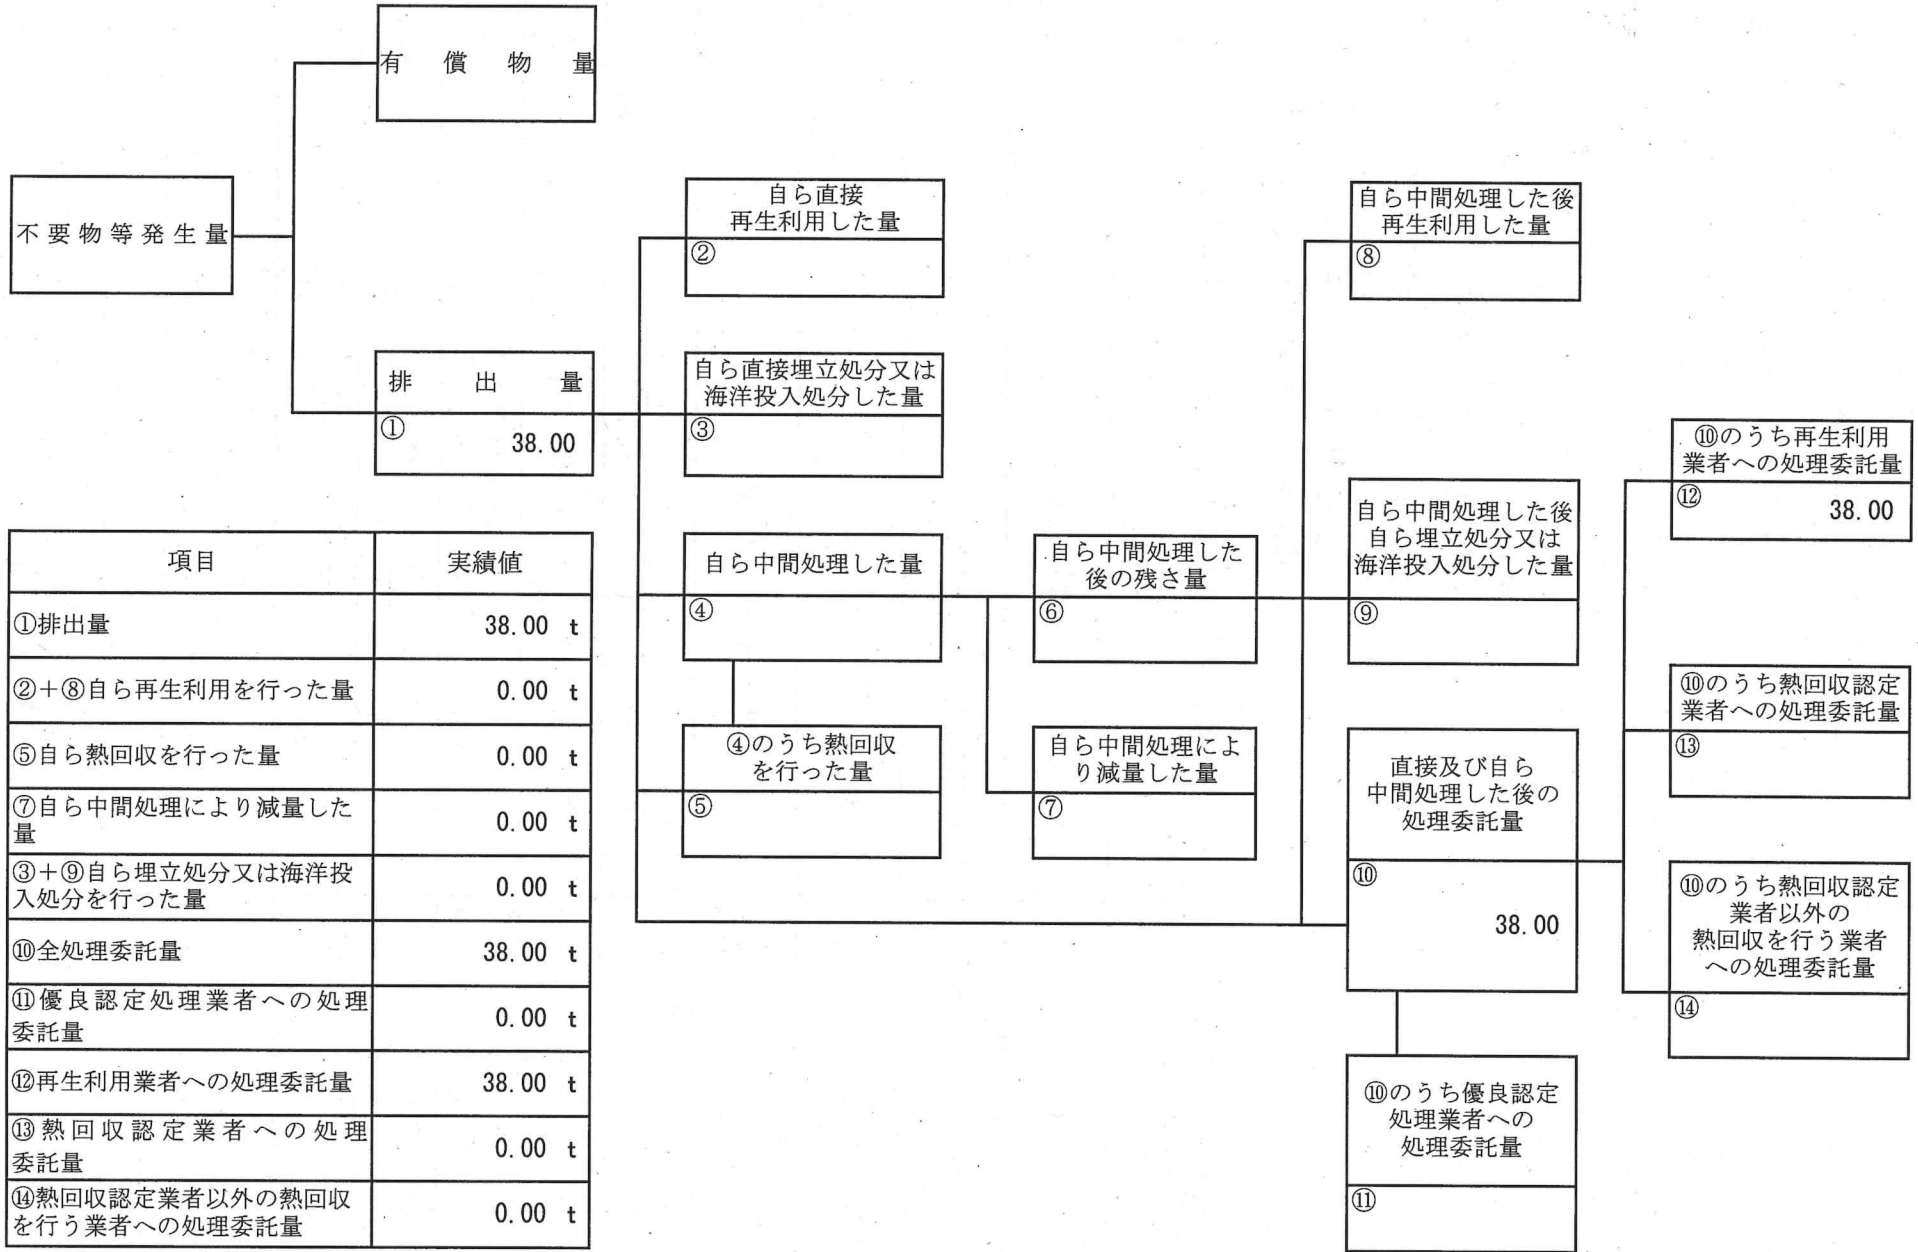 有償物量
不要物等発生量
排出量
①
38.00
自ら直接
再生利用した量
②
自ら直接埋立処分又は
海洋投入処分した量
③
自ら中間処理した量
④
④のうち熱回収
を行った量
⑤
自ら中間処理した
後の残さ量
⑥
自ら中間処理によ
り減量した量
⑦
自ら中間処理した後
再生利用した量
⑧
自ら中間処理した後
自ら埋立処分又は
海洋投入処分した量
⑨
直接及び自ら
中間処理した後の
処理委託量
⑩
38.00
⑩のうち優良認定
処理業者への
処理委託量
⑪
⑩のうち再生利用
業者への処理委託量
⑫
38.00
⑩のうち熱回収認定
業者への処理委託量
⑬
⑩のうち熱回収認定
業者以外の
熱回収を行う業者
への処理委託量
⑭
項目 実績値
①排出量 38.00 t
②+⑧自ら再生利用を行った量 0.00 t
⑤自ら熱回収を行った量 0.00 t
⑦自ら中間処理により減量した
量 0.00 t
③+⑨自ら埋立処分又は海洋投
入処分を行った量 0.00 t
⑩全処理委託量 38.00 t
⑪優良認定処理業者への処理
委託量 0.00 t
⑫再生利用業者への処理委託量 38.00 t
⑬熱回収認定業者への処理
委託量 0.00 t
⑭熱回収認定業者以外の熱回収
を行う業者への処理委託量 0.00 t